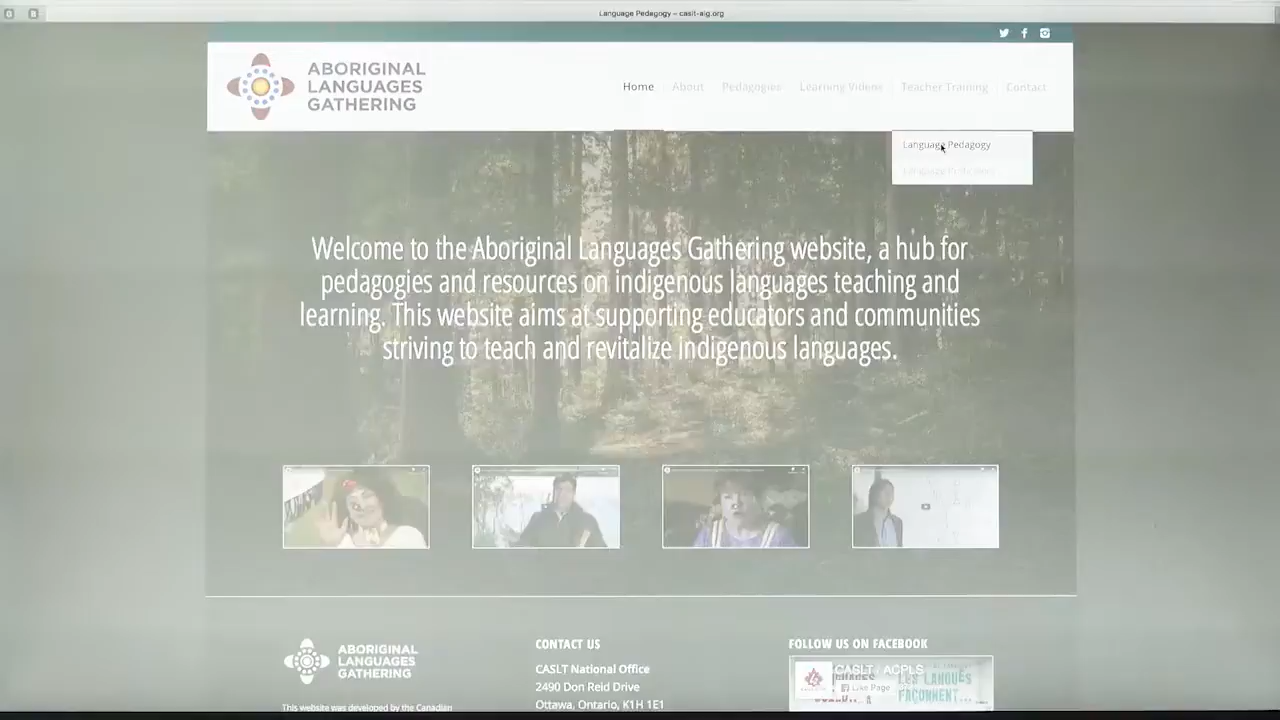 Language Pedagogy – caslt-alg.org
ABORIGINAL
LANGUAGES
GATHERING
Home About Pedagogies Learning Videos Teacher Training Contact
Language Pedagogy
Welcome to the Aboriginal Languages Gathering website, a hub for
pedagogies and resources on indigenous languages teaching and
learning. This website aims at supporting educators and communities
striving to teach and revitalize indigenous languages.
ABORIGINAL
LANGUAGES
GATHERING
This website was developed by the Canadian
CONTACT US
CASLT National Office
2490 Don Reid Drive
Ottawa, Ontario, K1H 1E1
FOLLOW US ON FACEBOOK
CASLT / ACPLS
Like Page
LES LANGUES
FAÇONNENT...